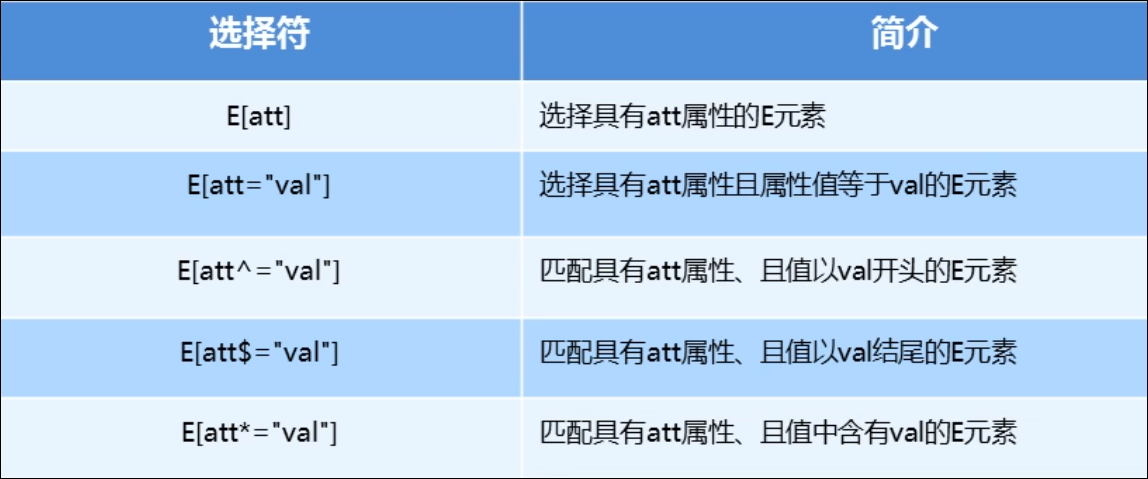 选择符 简介
E[att] 选择具有att属性的E元素
E[att="val"] 选择具有att属性且属性值等于val的E元素
E[att^="val"] 匹配具有att属性、且值以val开头的E元素
E[att$="val"] 匹配具有att属性、且值以val结尾的E元素
E[att*="val"] 匹配具有att属性、且值中含有val的E元素